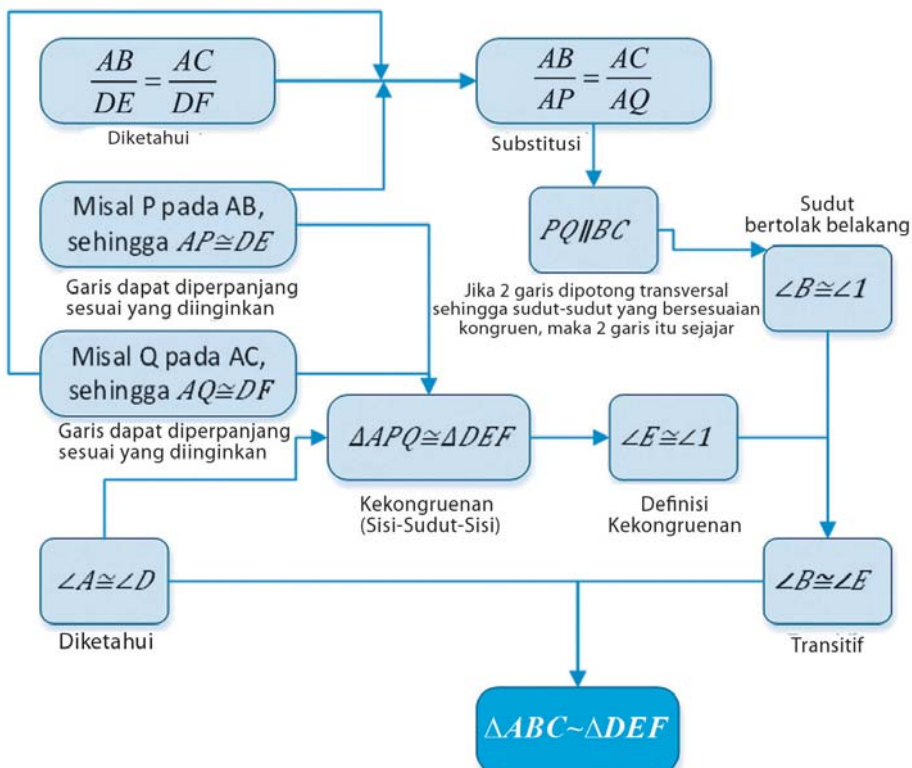 AB/DE = AC/DF
Diketahui
AB/AP = AC/AQ
Substitusi
Misal P pada AB,
sehingga AP≅DE
Garis dapat diperpanjang
sesuai yang diinginkan
PQ∥BC
Jika 2 garis dipotong transversal
sehingga sudut-sudut yang bersesuaian
kongruen, maka 2 garis itu sejajar
Sudut
bertolak belakang
∠B≅∠1
Misal Q pada AC,
sehingga AQ≅DF
Garis dapat diperpanjang
sesuai yang diinginkan
ΔAPQ≅ΔDEF
Kekongruenan
(Sisi-Sudut-Sisi)
∠E≅∠1
Definisi
Kekongruenan
∠A≅∠D
Diketahui
∠B≅∠E
Transitif
ΔABC~ΔDEF